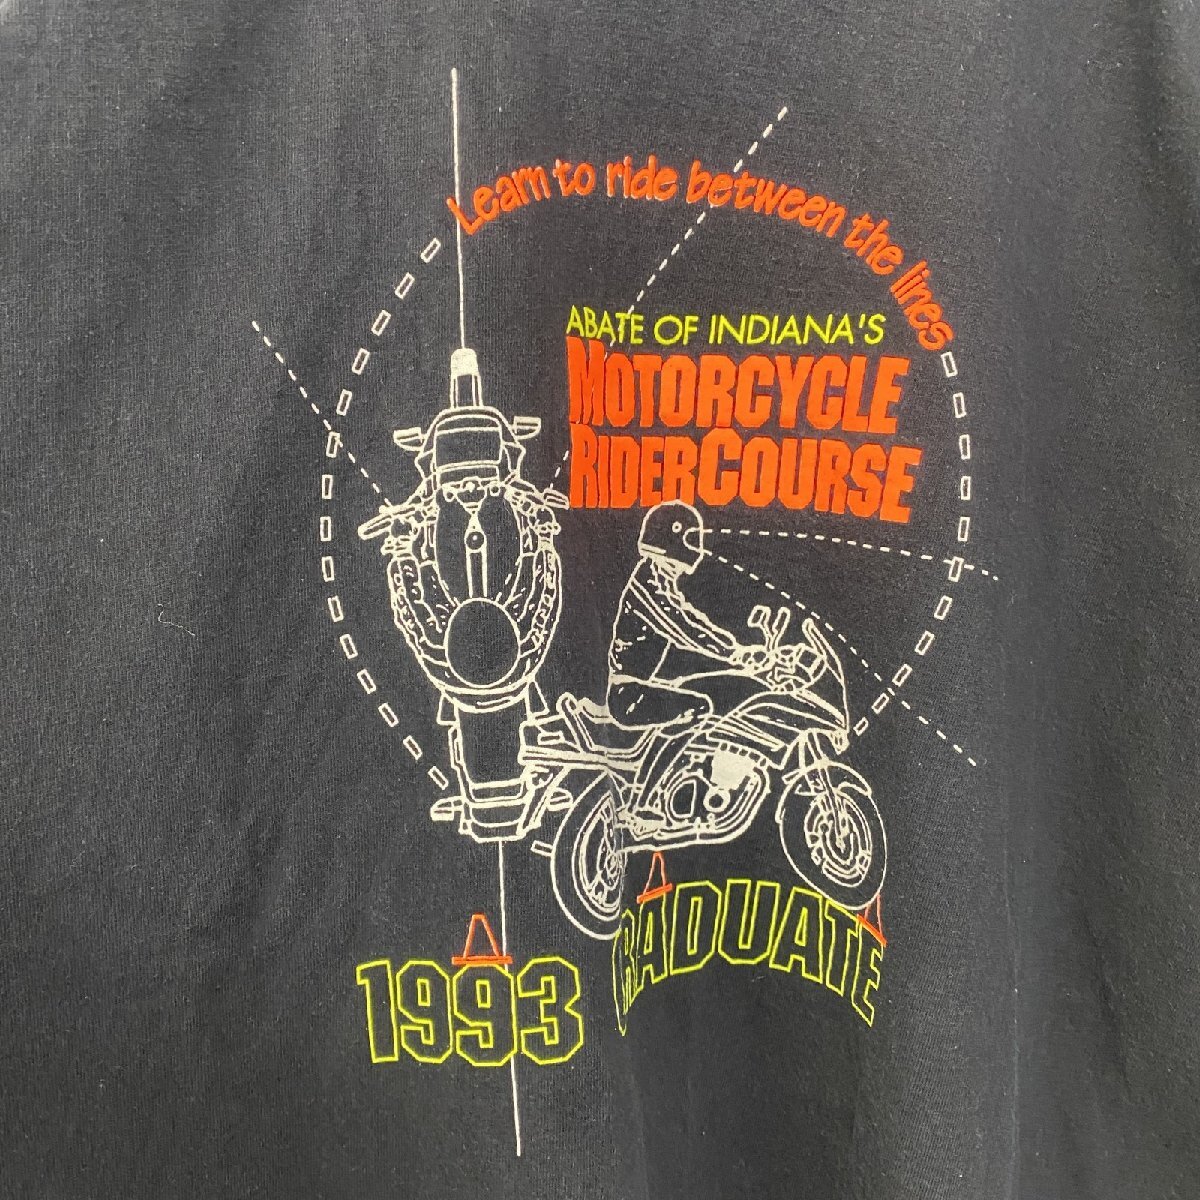 Learn to ride between the lines
ABATE OF INDIANA'S
MOTORCYCLE
RIDERCOURSE
1993
GRADUATE